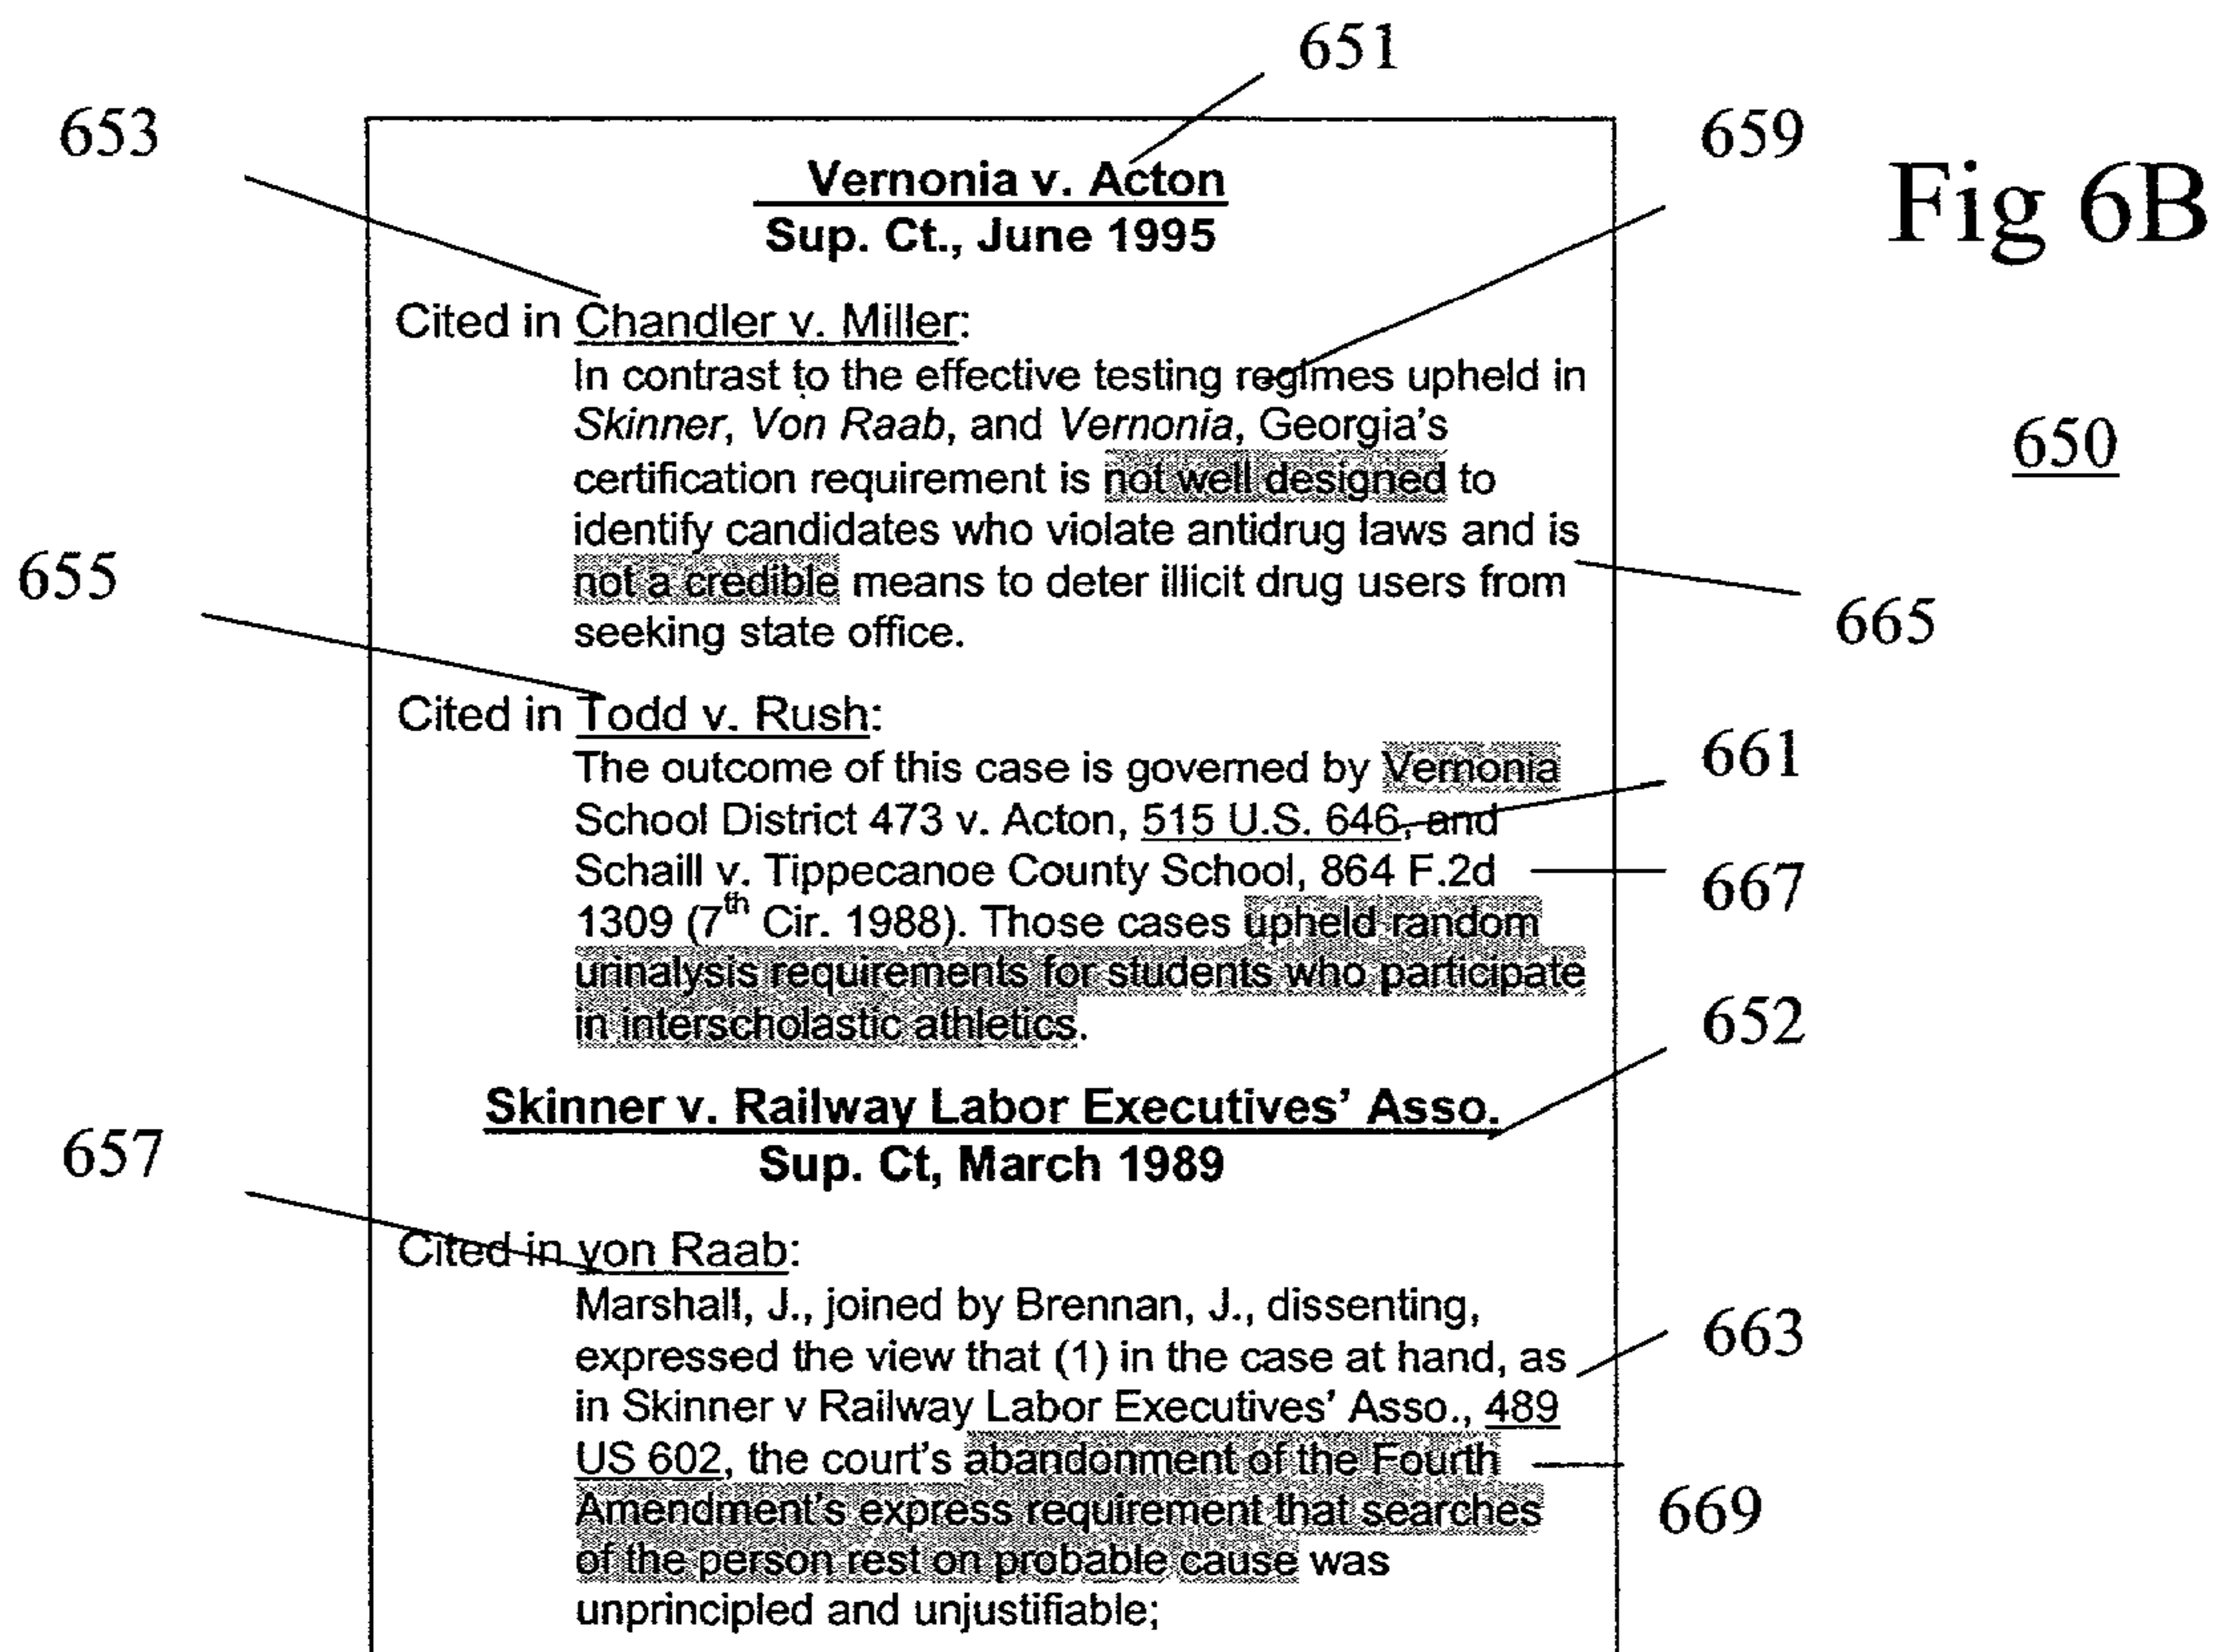 651
653
659
Fig 6B
Vernonia v. Acton
Sup. Ct., June 1995
Cited in Chandler v. Miller:
In contrast to the effective testing regimes upheld in
Skinner, Von Raab, and Vernonia, Georgia's
650
certification requirement is not well designed to
identify candidates who violate antidrug laws and is
655
not a credible means to deter illicit drug users from
665
seeking state office.
Cited in Todd v. Rush:
661
The outcome of this case is governed by Vernonia
School District 473 v. Acton, 515 U.S. 646, and
Schaill v. Tippecanoe County School, 864 F.2d
667
1309 (7th Cir. 1988). Those cases upheld random
urinalysis requirements for students who participate
in interscholastic athletics.
652
Skinner v. Railway Labor Executives' Asso.
Sup. Ct, March 1989
657
Cited in von Raab:
Marshall, J., joined by Brennan, J., dissenting,
663
expressed the view that (1) in the case at hand, as
in Skinner v Railway Labor Executives' Asso., 489
US 602, the court's abandonment of the Fourth
669
Amendment's express requirement that searches
of the person rest on probable cause was
unprincipled and unjustifiable;